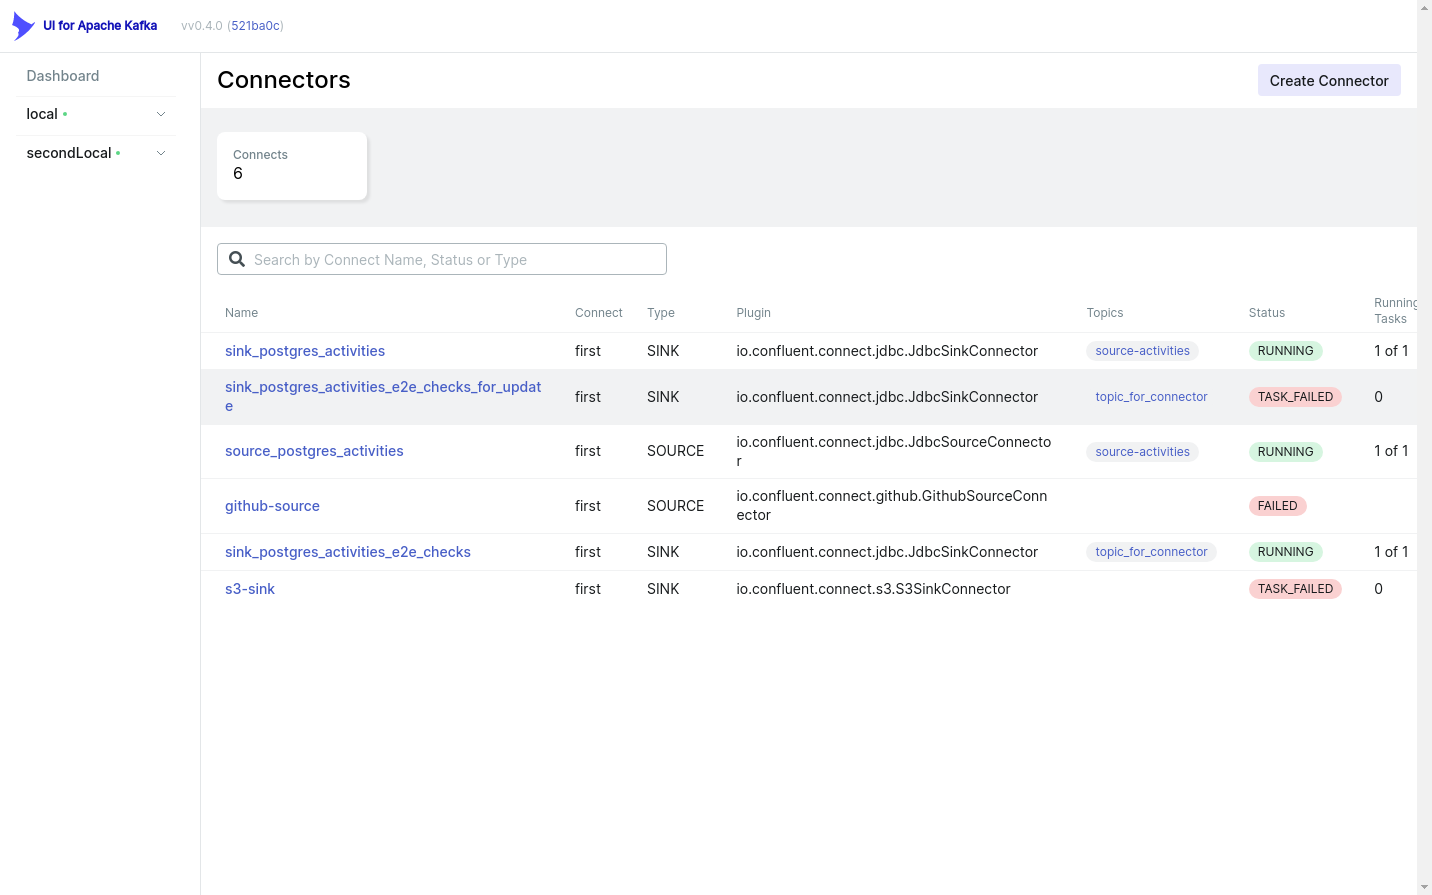 UI for Apache Kafka vv0.4.0 (521ba0c)
Dashboard
local
secondLocal
Connectors
Create Connector
Connects
6
Search by Connect Name, Status or Type
Name Connect Type Plugin Topics Status Running
Tasks
sink_postgres_activities first SINK io.confluent.connect.jdbc.JdbcSinkConnector source-activities RUNNING 1 of 1
sink_postgres_activities_e2e_checks_for_updat
e first SINK io.confluent.connect.jdbc.JdbcSinkConnector topic_for_connector TASK_FAILED 0
source_postgres_activities first SOURCE io.confluent.connect.jdbc.JdbcSourceConnecto
r source-activities RUNNING 1 of 1
github-source first SOURCE io.confluent.connect.github.GithubSourceConn
ector FAILED
sink_postgres_activities_e2e_checks first SINK io.confluent.connect.jdbc.JdbcSinkConnector topic_for_connector RUNNING 1 of 1
s3-sink first SINK io.confluent.connect.s3.S3SinkConnector TASK_FAILED 0